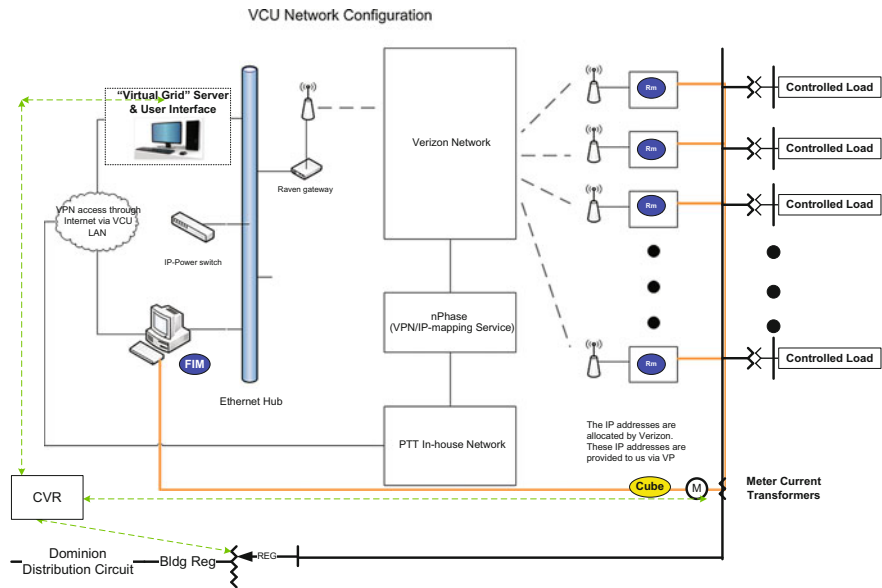 VCU Network Configuration
“Virtual Grid” Server
& User Interface
Verizon Network
Raven gateway
VPN access through
Internet via VCU
LAN
IP-Power switch
FIM
Ethernet Hub
nPhase
(VPN/IP-mapping Service)
PTT In-house Network
Rm
Controlled Load
Rm
Controlled Load
Rm
Controlled Load
Rm
Controlled Load
The IP addresses are
allocated by Verizon.
These IP addresses are
provided to us via VP
Cube
M
Meter Current
Transformers
CVR
Dominion
Distribution Circuit
Bldg Reg
REG